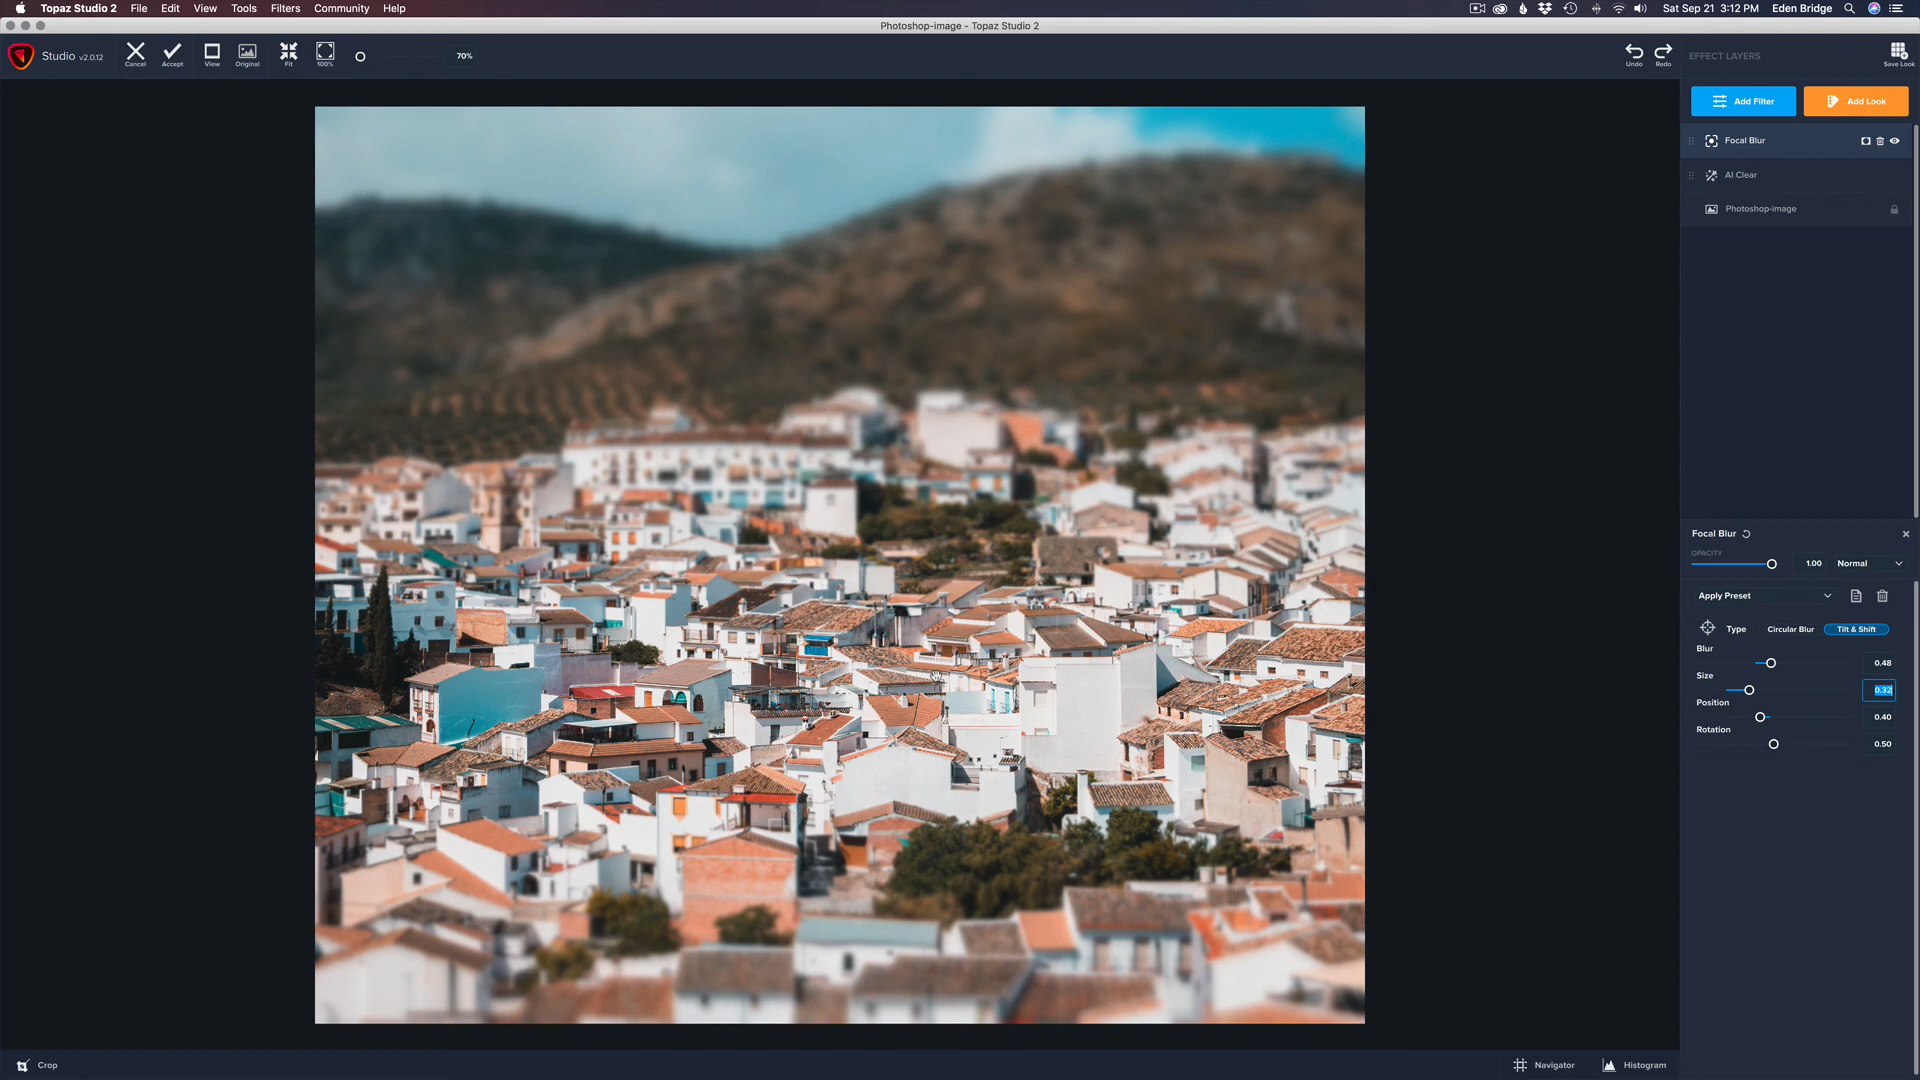 Topaz Studio 2 File Edit View Tools Filters Community Help Sat Sep 21 3:12 PM Eden Bridge
Photoshop-image - Topaz Studio 2
Studio v2.0.12 Cancel Accept View Original Fit 100% 70% Undo Redo EFFECT LAYERS Save Look
Add Filter Add Look
Focal Blur
AI Clear
Photoshop-image
Focal Blur
OPACITY
1.00 Normal
Apply Preset
Type Circular Blur Tilt & Shift
Blur
0.48
Size
0.32
Position
0.40
Rotation
0.50
Crop Navigator Histogram